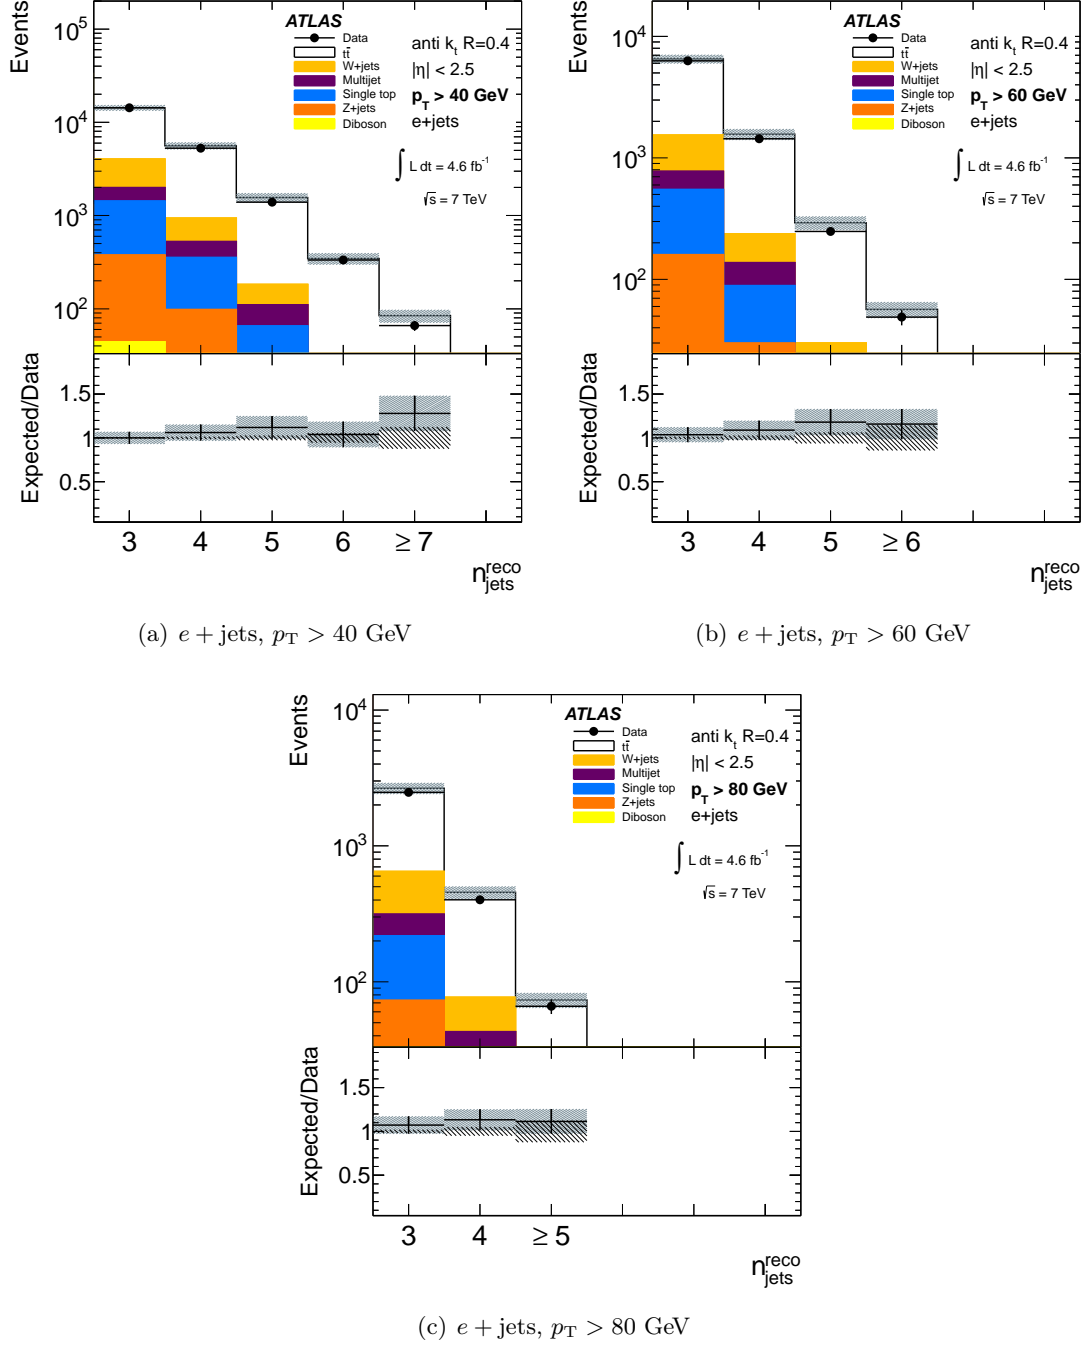 Events
10^5
10^4
10^3
10^2
ATLAS
Data
tt̄
W+jets
Multijet
Single top
Z+jets
Diboson
anti k_t R=0.4
|η| < 2.5
p_T > 40 GeV
e+jets
∫ L dt = 4.6 fb^-1
√s = 7 TeV
Expected/Data
1.5
1
0.5
3 4 5 6 ≥ 7
n_jets^reco
(a) e + jets, p_T > 40 GeV
Events
10^4
10^3
10^2
ATLAS
Data
tt̄
W+jets
Multijet
Single top
Z+jets
Diboson
anti k_t R=0.4
|η| < 2.5
p_T > 60 GeV
e+jets
∫ L dt = 4.6 fb^-1
√s = 7 TeV
Expected/Data
1.5
1
0.5
3 4 5 ≥ 6
n_jets^reco
(b) e + jets, p_T > 60 GeV
Events
10^4
10^3
10^2
ATLAS
Data
tt̄
W+jets
Multijet
Single top
Z+jets
Diboson
anti k_t R=0.4
|η| < 2.5
p_T > 80 GeV
e+jets
∫ L dt = 4.6 fb^-1
√s = 7 TeV
Expected/Data
1.5
1
0.5
3 4 ≥ 5
n_jets^reco
(c) e + jets, p_T > 80 GeV